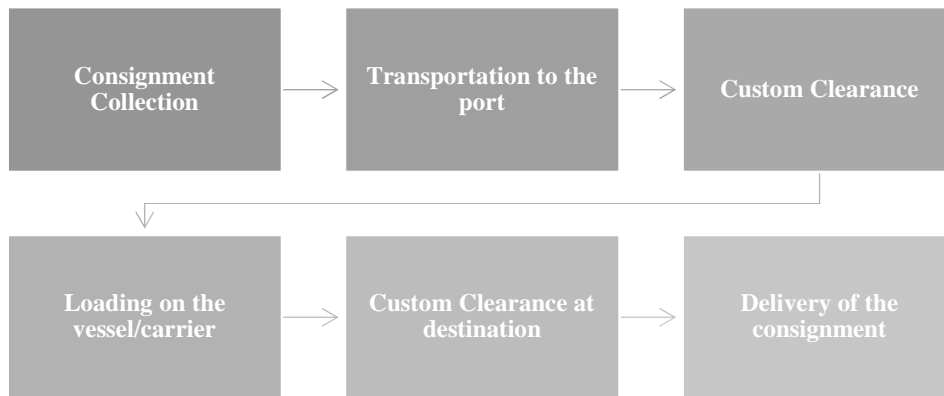 Consignment
Collection
Transportation to the
port
Custom Clearance
Loading on the
vessel/carrier
Custom Clearance at
destination
Delivery of the
consignment